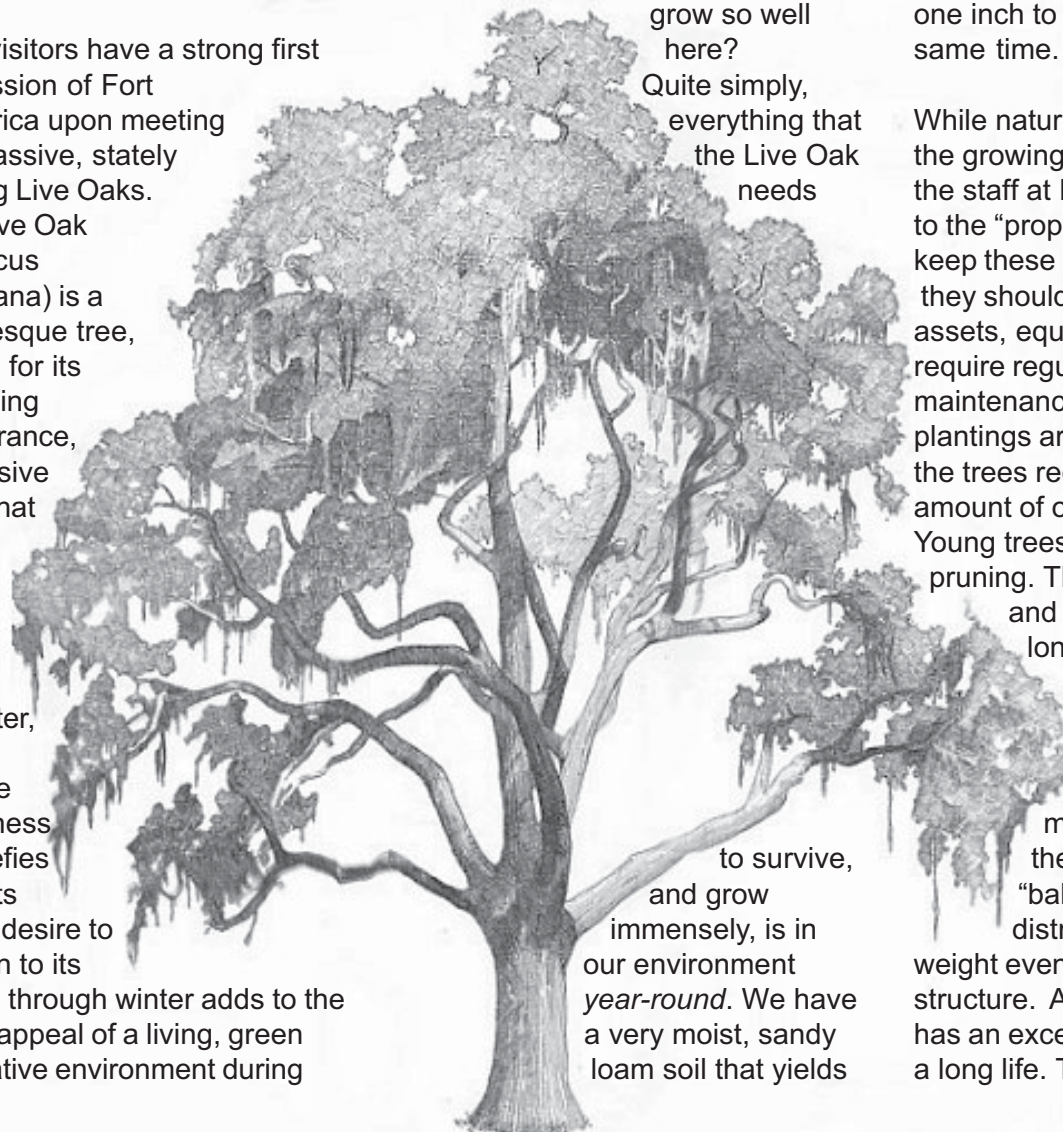 visitors have a strong first
ssion of Fort
rica upon meeting
assive, stately
g Live Oaks.
ve Oak
cus
ana) is a
esque tree,
for its
ing
rance,
sive
hat
ter,
e
ness
efies
ts
desire to
n to its
through winter adds to the
appeal of a living, green
ative environment during
grow so well
here?
Quite simply,
everything that
the Live Oak
needs
to survive,
and grow
immensely, is in
our environment
year-round. We have
a very moist, sandy
loam soil that yields
one inch to
same time.
While natur
the growing
the staff at
to the “prop
keep these
they should
assets, equ
require regu
maintenanc
plantings ar
the trees re
amount of c
Young trees
pruning. T
and
lon
m
the
“bal
distr
weight even
structure. A
has an exce
a long life. T